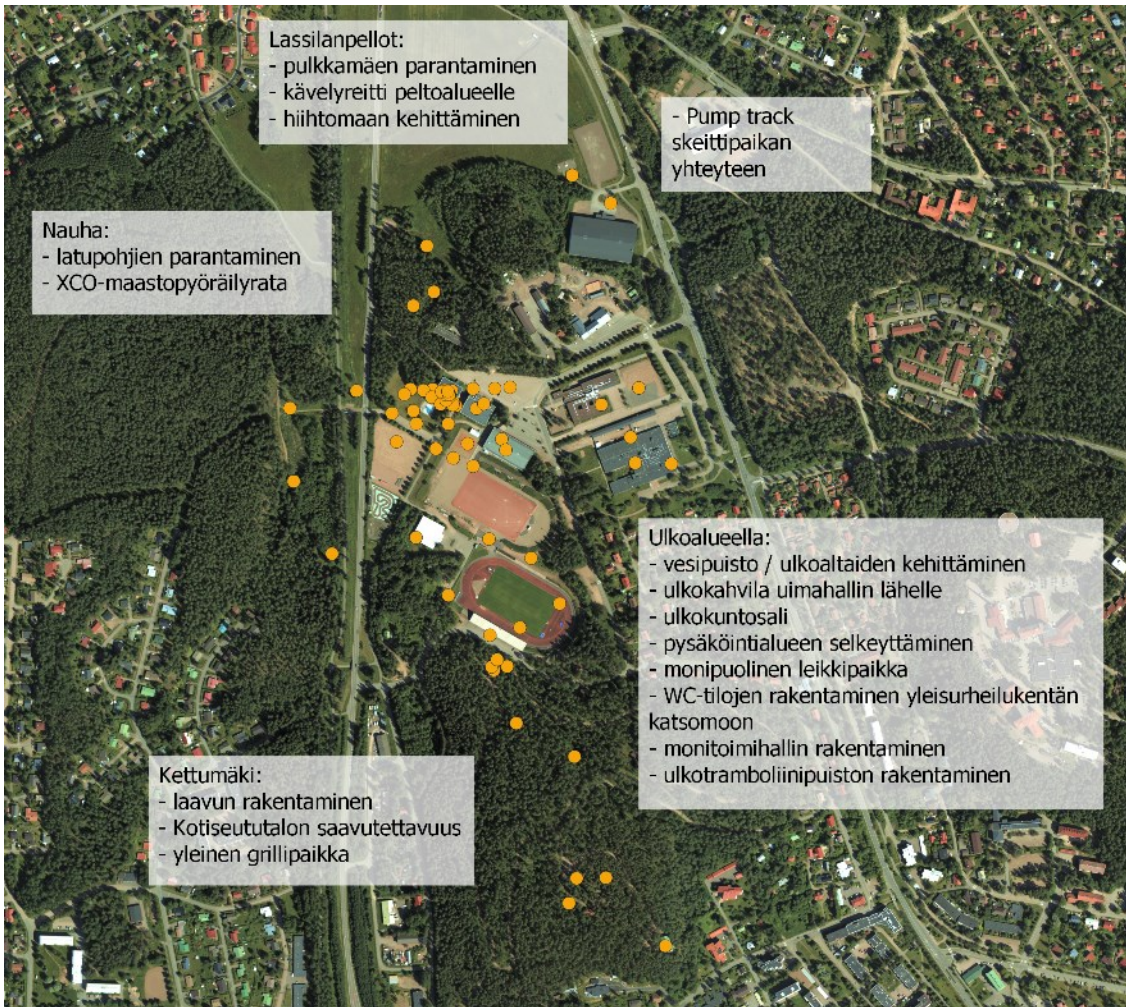 Lassilanpellot:
- pulkkamäen parantaminen
- kävelyreitti peltoalueelle
- hiihtomaan kehittäminen
- Pump track
skeittipaikan
yhteyteen
Nauha:
- latupohjien parantaminen
- XCO-maastopyöräilyrata
Ulkoalueella:
- vesipuisto / ulkoaltaiden kehittäminen
- ulkokahvila uimahallin lähelle
- ulkokuntosali
- pysäköintialueen selkeyttäminen
- monipuolinen leikkipaikka
- WC-tilojen rakentaminen yleisurheilukentän
katsomoon
- monitoimihallin rakentaminen
- ulkotramboliinipuiston rakentaminen
Kettumäki:
- laavun rakentaminen
- Kotiseututalon saavutettavuus
- yleinen grillipaikka